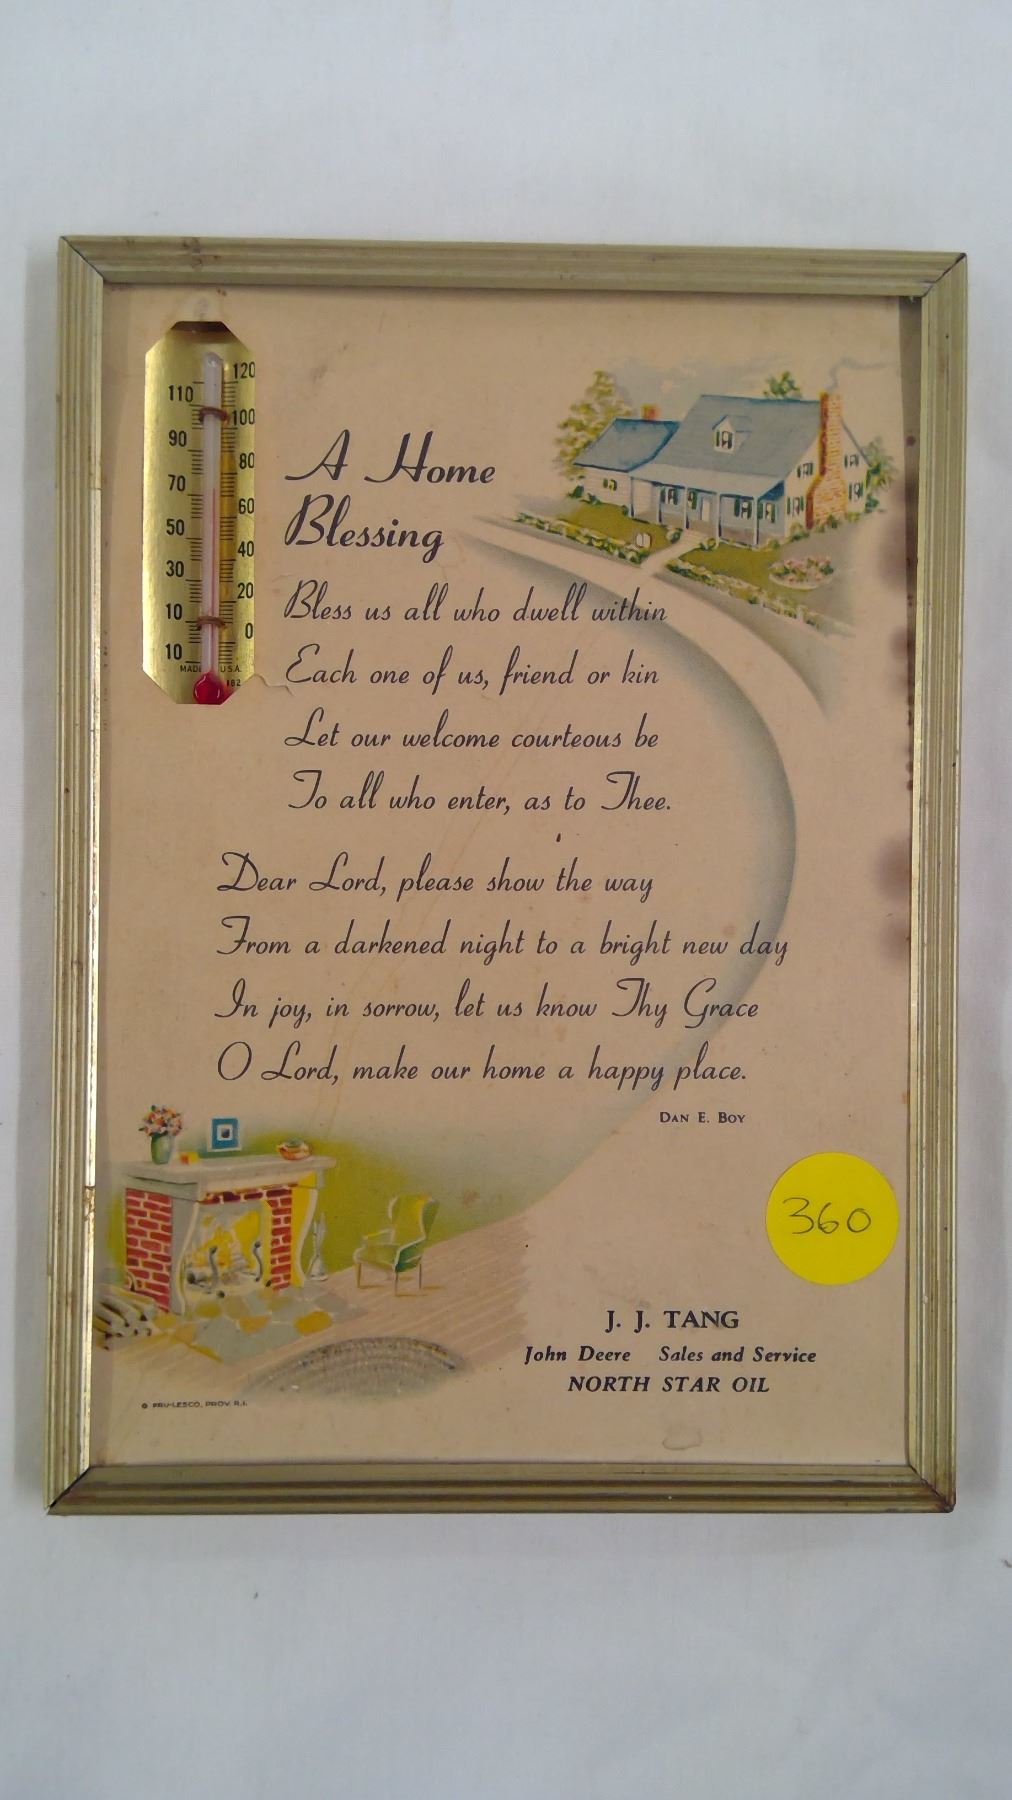 120
110
100
90
80
70
60
50
40
30
20
10
0
10
MADE U.S.A.
182
A Home
Blessing
Bless us all who dwell within
Each one of us, friend or kin
Let our welcome courteous be
To all who enter, as to Thee.
Dear Lord, please show the way
From a darkened night to a bright new day
In joy, in sorrow, let us know Thy Grace
O Lord, make our home a happy place.
DAN E. BOY
360
J. J. TANG
John Deere Sales and Service
NORTH STAR OIL
© PRU-LESCO, PROV. R.I.